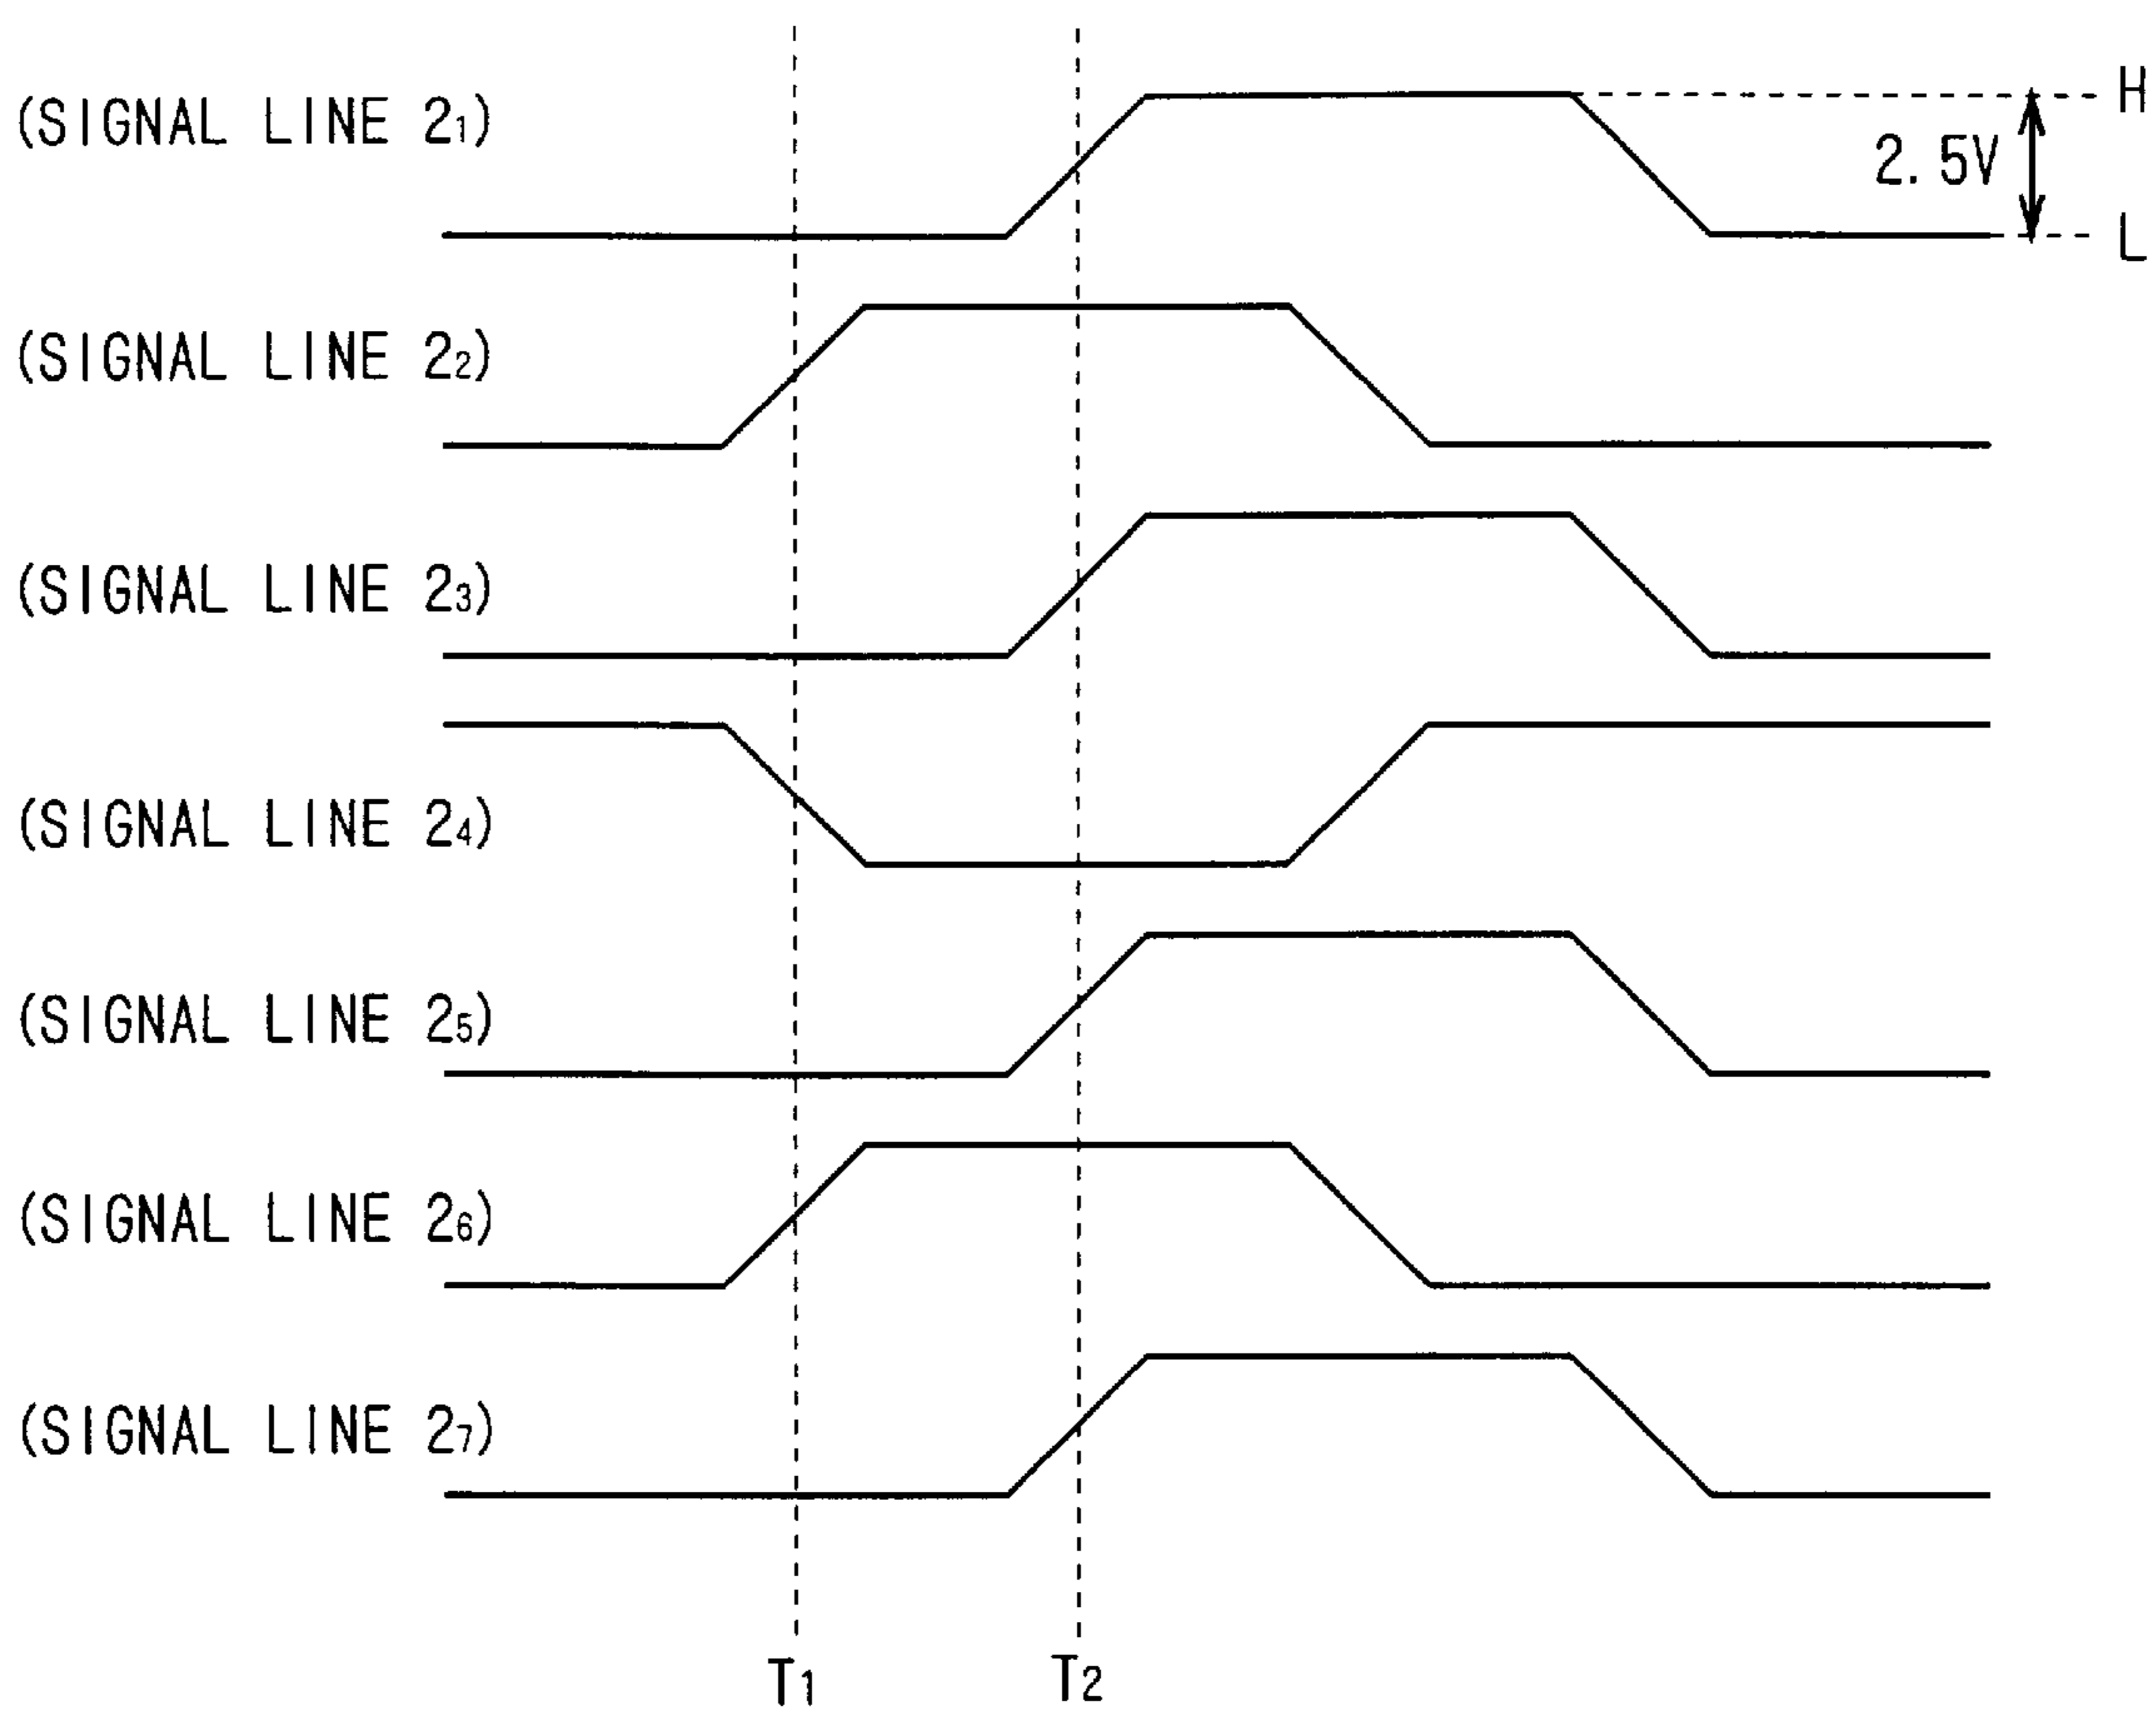 (SIGNAL LINE 2₁)
H
2.5V
L
(SIGNAL LINE 2₂)
(SIGNAL LINE 2₃)
(SIGNAL LINE 2₄)
(SIGNAL LINE 2₅)
(SIGNAL LINE 2₆)
(SIGNAL LINE 2₇)
T1
T2